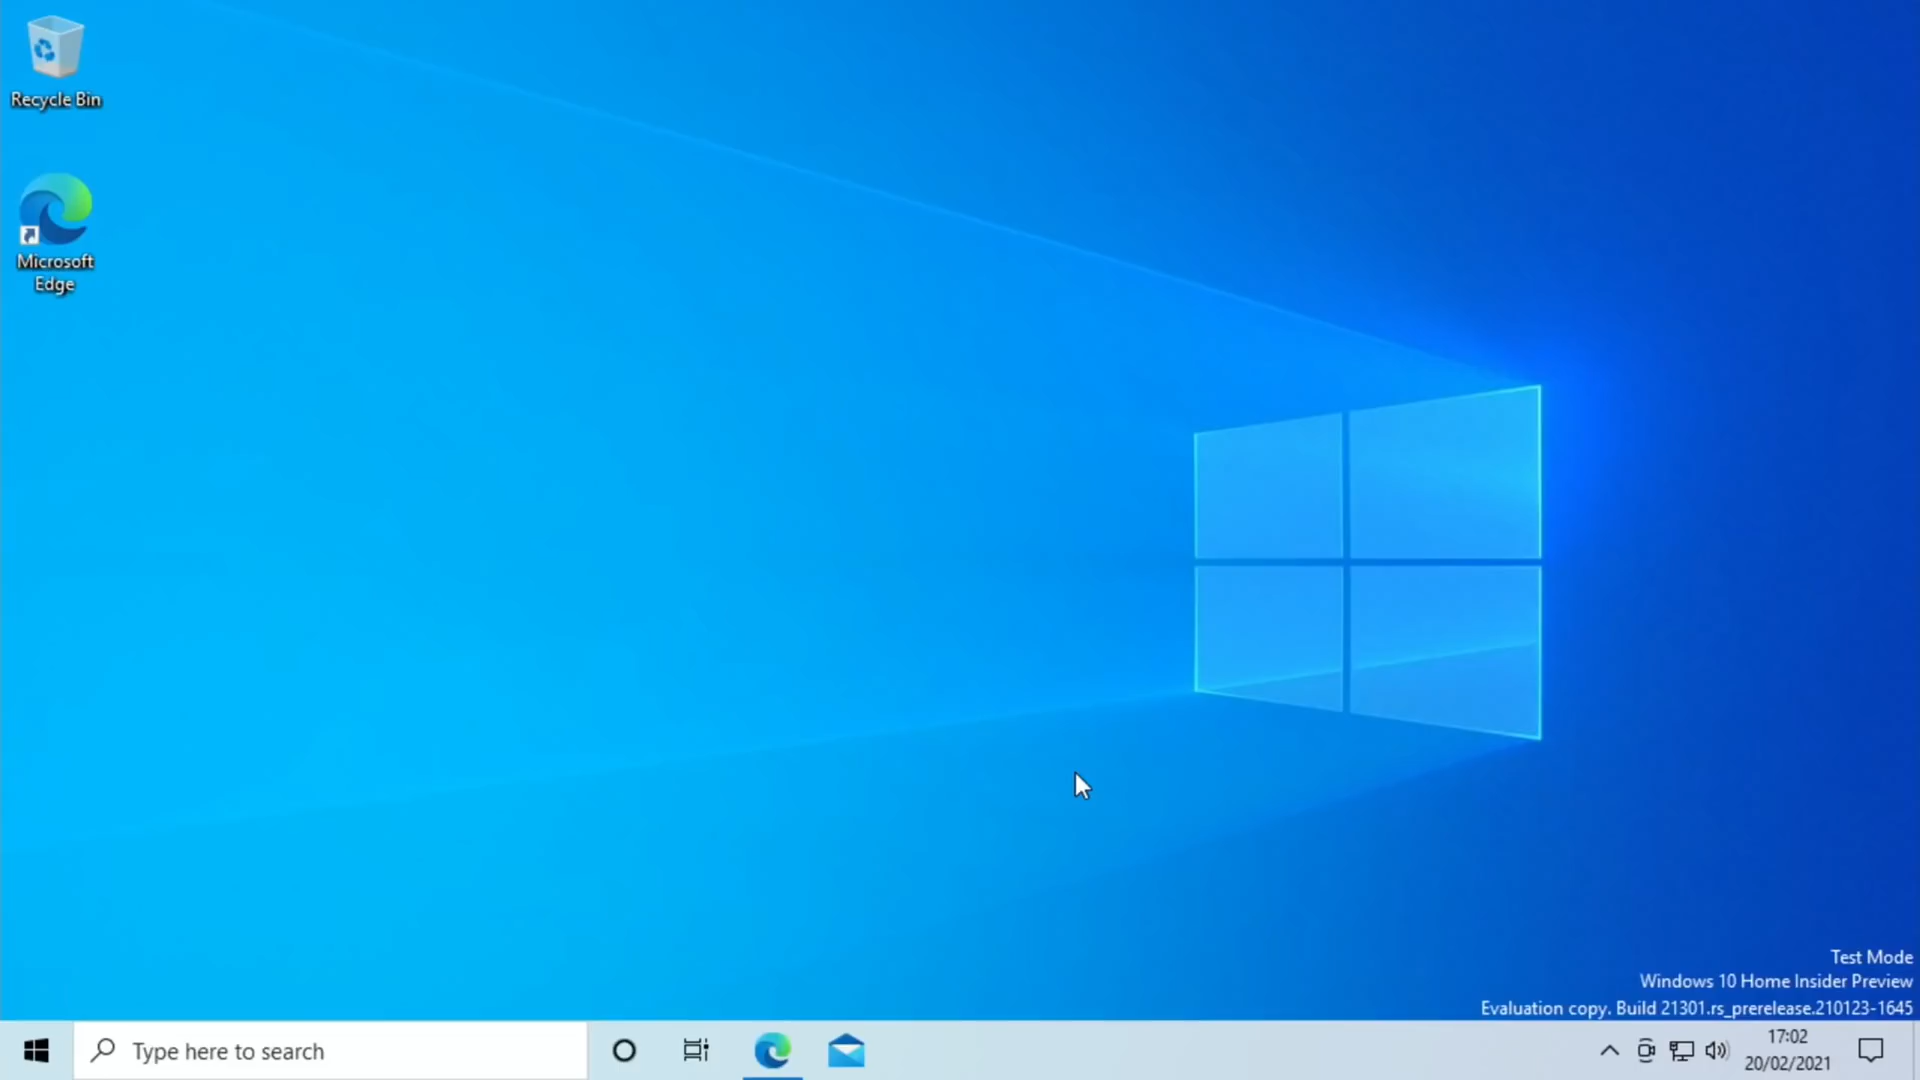 Recycle Bin
Microsoft
Edge
Test Mode
Windows 10 Home Insider Preview
Evaluation copy. Build 21301.rs_prerelease.210123-1645
Type here to search
17:02
20/02/2021